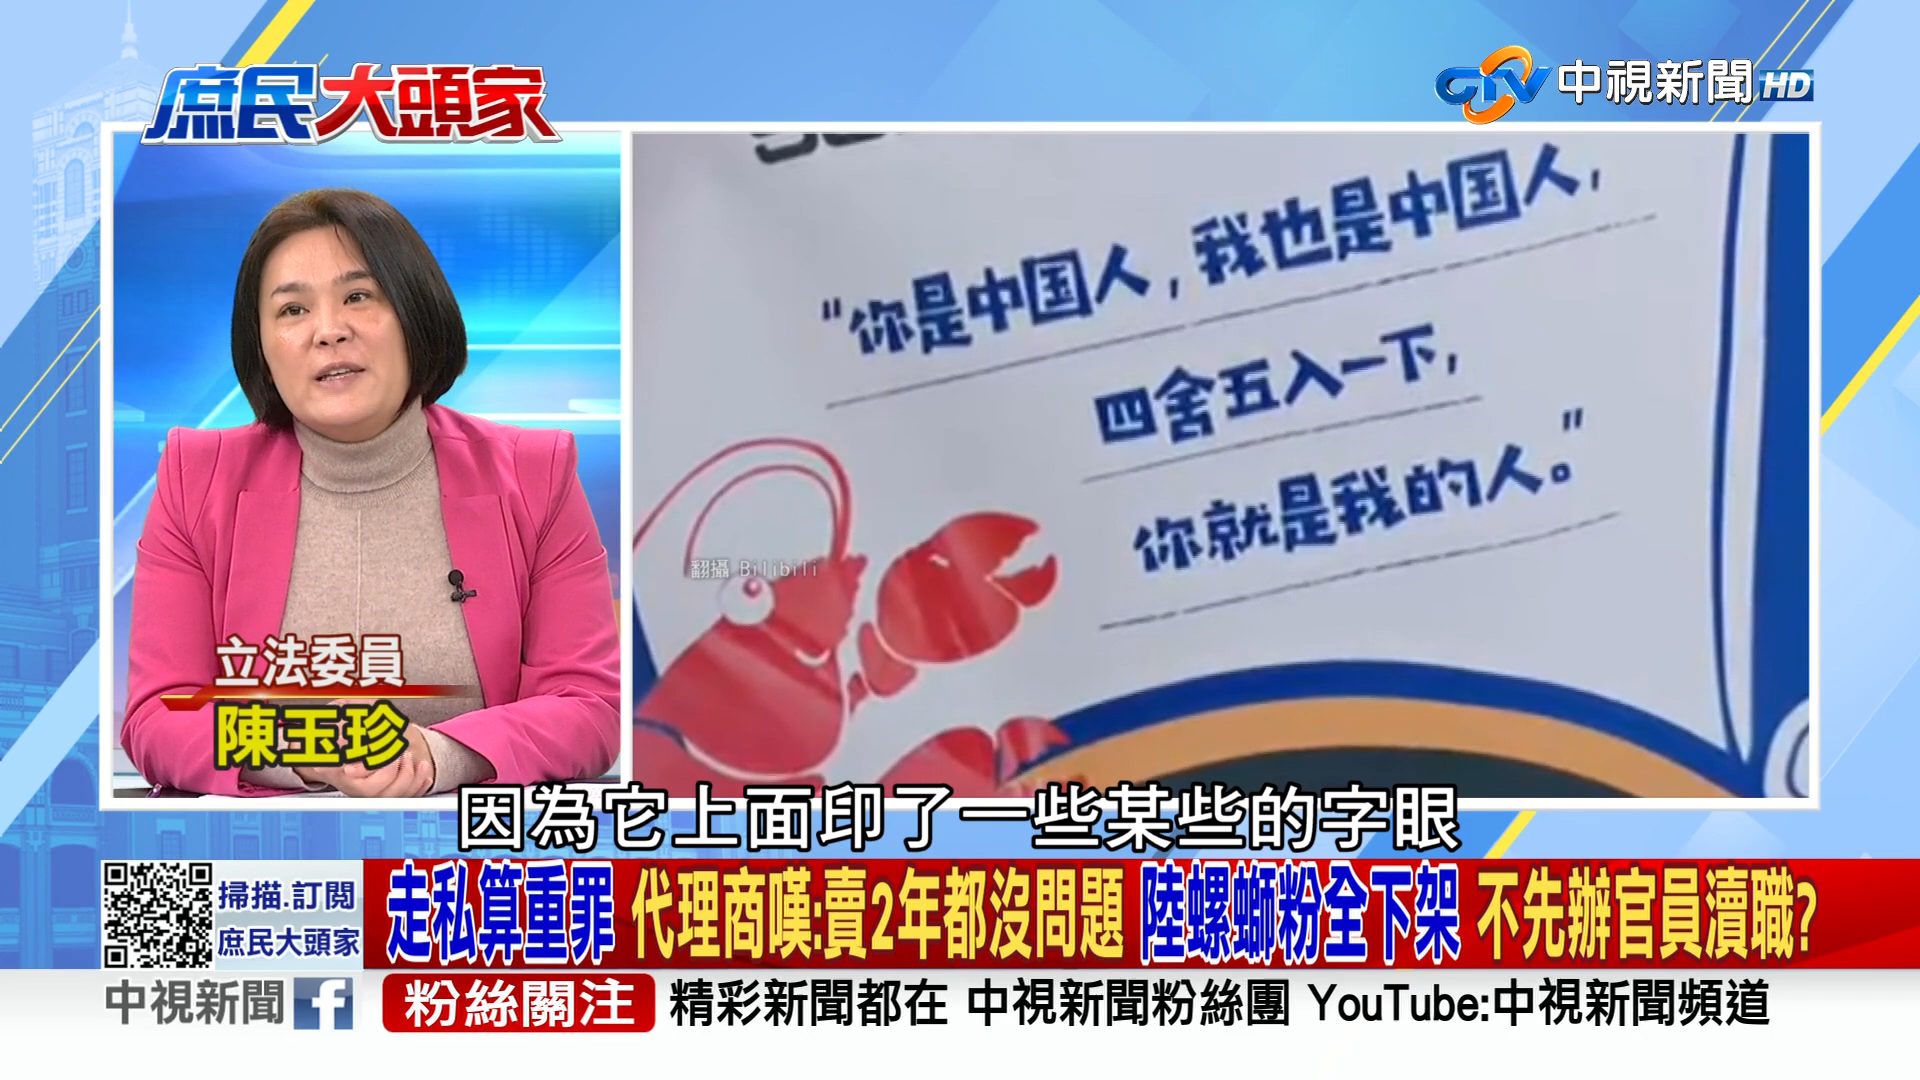 庶民大頭家
CTV 中視新聞 HD
“你是中国人，我也是中国人，
四舍五入一下，
你就是我的人。”
翻攝 Bilibili
立法委員
陳玉珍
因為它上面印了一些某些的字眼
掃描.訂閱
庶民大頭家
走私算重罪 代理商嘆:賣2年都沒問題 陸螺螄粉全下架 不先辦官員瀆職?
中視新聞 f 粉絲關注 精彩新聞都在 中視新聞粉絲團 YouTube:中視新聞頻道